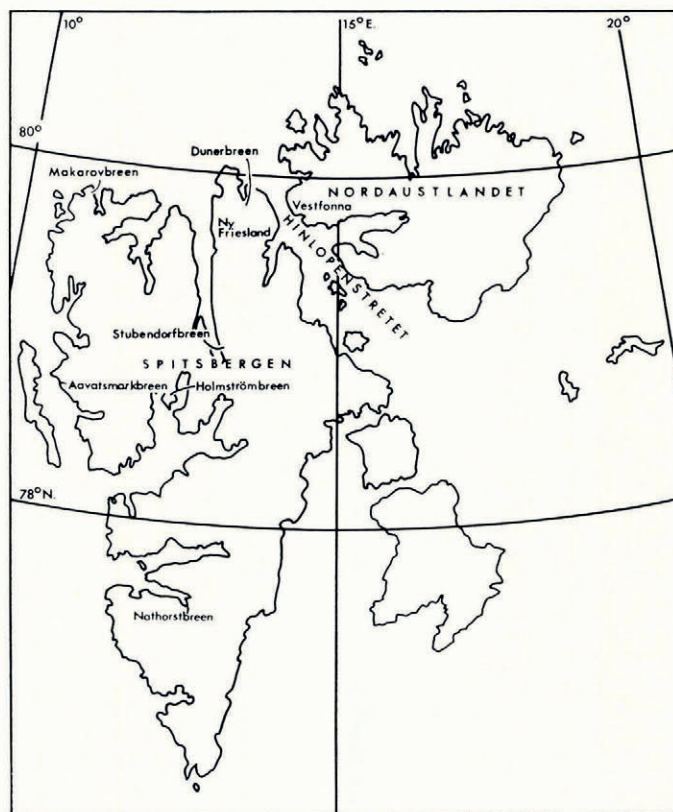 10°
15°E.
20°
80°
Dunerbreen
Makarovbreen
NORDAUSTLANDET
Vestfonna
Ny
Friesland
HINLOPENSTRETET
Stubendorfbreen
SPITSBERGEN
Aavatsmarkbreen
Holmströmbreen
78°N.
Nathorstbreen